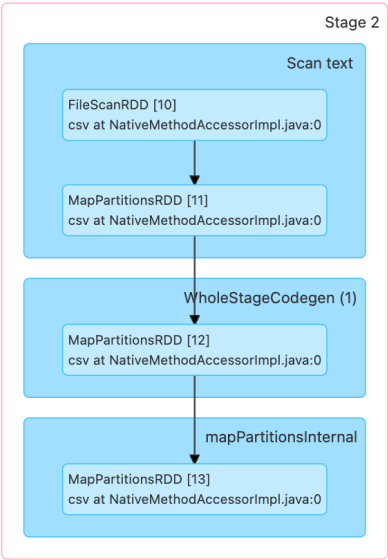 Stage 2
Scan text
FileScanRDD [10]
csv at NativeMethodAccessorImpl.java:0
MapPartitionsRDD [11]
csv at NativeMethodAccessorImpl.java:0
WholeStageCodegen (1)
MapPartitionsRDD [12]
csv at NativeMethodAccessorImpl.java:0
mapPartitionsInternal
MapPartitionsRDD [13]
csv at NativeMethodAccessorImpl.java:0